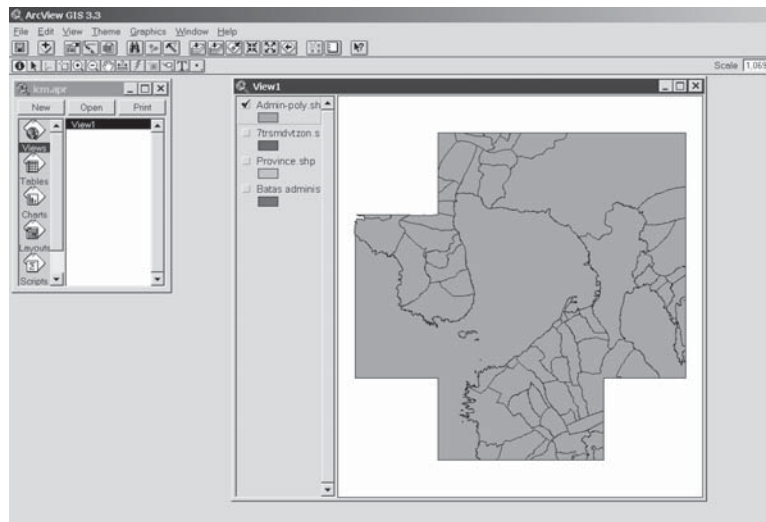 ArcView GIS 3.3
File Edit View Theme Graphics Window Help
Scale 1,069
icm.apr
New Open Print
View1
Views
Tables
Charts
Layouts
Scripts
View1
Admin-poly.sh
7trsmdvtzon.s
Province.shp
Batas adminis